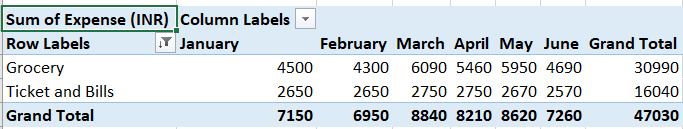 Sum of Expense (INR) Column Labels
Row Labels January February March April May June Grand Total
Grocery 4500 4300 6090 5460 5950 4690 30990
Ticket and Bills 2650 2650 2750 2750 2670 2570 16040
Grand Total 7150 6950 8840 8210 8620 7260 47030